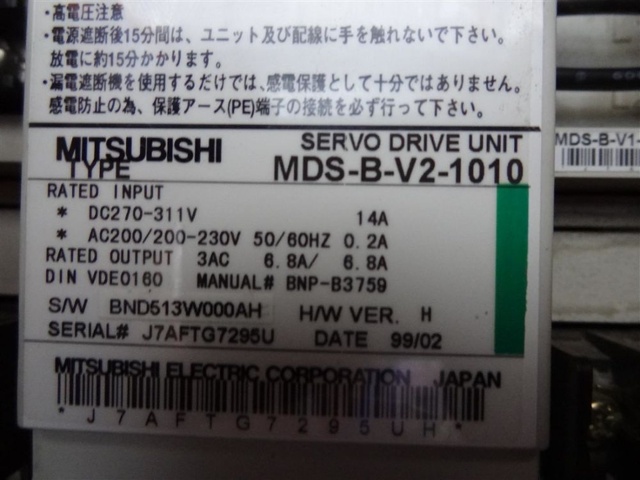 ・高電圧注意
・電源遮断後15分間は、ユニット及び配線に手を触れないで下さい。
放電に約15分かかります。
・漏電遮断機を使用するだけでは、感電保護として十分ではありません。
感電防止の為、保護アース(PE)端子の接続を必ず行って下さい。
MITSUBISHI SERVO DRIVE UNIT
TYPE MDS-B-V2-1010
RATED INPUT
* DC270-311V 14A
* AC200/200-230V 50/60HZ 0.2A
RATED OUTPUT 3AC 6.8A/ 6.8A
DIN VDE0160 MANUAL# BNP-B3759
S/W BND513W000AH H/W VER. H
SERIAL# J7AFTG7295U DATE 99/02
MITSUBISHI ELECTRIC CORPORATION JAPAN
*J7AFTG7295UH*
MDS-B-V1-